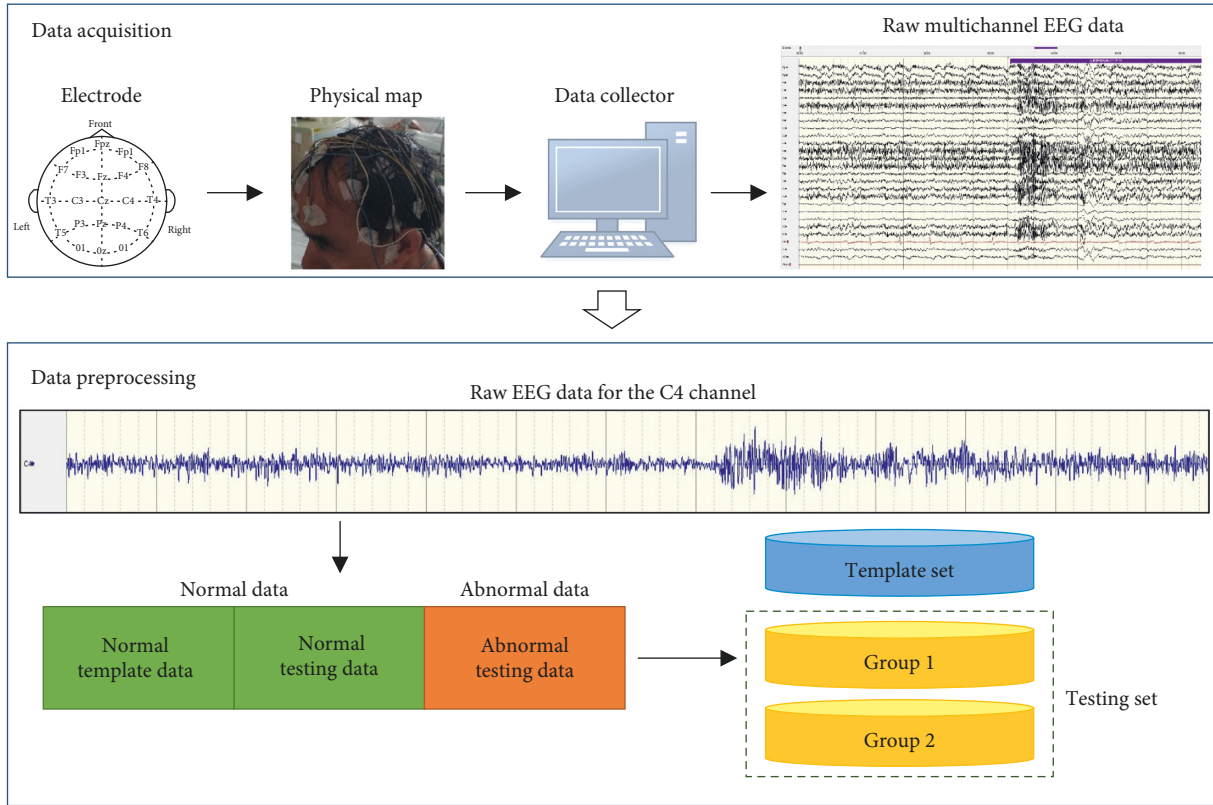 Data acquisition
Raw multichannel EEG data
Electrode
Physical map
Data collector
Front
Fpz
Fp1
Fp1
F7
F8
F3
Fz
F4
T3
C3
Cz
C4
T4
Left
Right
P3
Pz
P4
T5
T6
01
0z
01
Data preprocessing
Raw EEG data for the C4 channel
C4
Normal data
Abnormal data
Normal
template data
Normal
testing data
Abnormal
testing data
Template set
Group 1
Group 2
Testing set